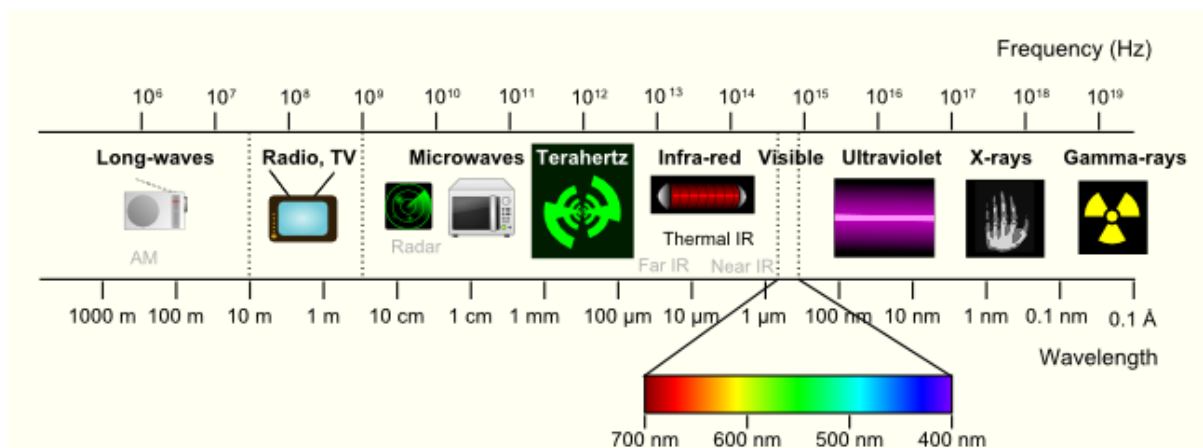 Frequency (Hz)
10⁶ 10⁷ 10⁸ 10⁹ 10¹⁰ 10¹¹ 10¹² 10¹³ 10¹⁴ 10¹⁵ 10¹⁶ 10¹⁷ 10¹⁸ 10¹⁹
Long-waves Radio, TV Microwaves Terahertz Infra-red Visible Ultraviolet X-rays Gamma-rays
Thermal IR
Radar
AM Far IR Near IR
1000 m 100 m 10 m 1 m 10 cm 1 cm 1 mm 100 µm 10 µm 1 µm 100 nm 10 nm 1 nm 0.1 nm 0.1 Å
Wavelength
700 nm 600 nm 500 nm 400 nm